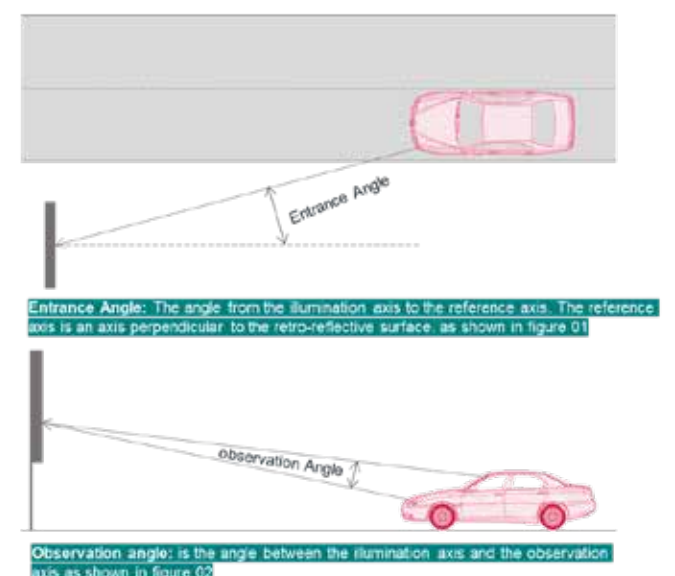 Entrance Angle
Entrance Angle: The angle from the illumination axis to the reference axis. The reference
axis is an axis perpendicular to the retro-reflective surface, as shown in figure 01
observation Angle
Observation angle: is the angle between the illumination axis and the observation
axis as shown in figure 02